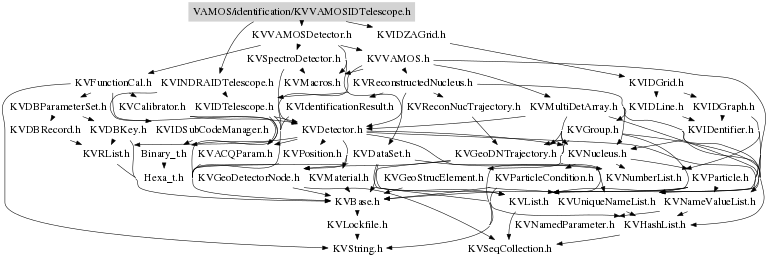 VAMOS/identification/KVVAMOSIDTelescope.h
KVVAMOSDetector.h KVIDZAGrid.h
KVSpectroDetector.h KVVAMOS.h
KVFunctionCal.h KVINDRAIDTelescope.h KVMacros.h KVReconstructedNucleus.h KVIDGrid.h
KVDBParameterSet.h KVCalibrator.h KVIDTelescope.h KVIdentificationResult.h KVReconNucTrajectory.h KVMultiDetArray.h KVIDLine.h KVIDGraph.h
KVDBRecord.h KVDBKey.h KVIDSubCodeManager.h KVDetector.h KVGroup.h KVIDentifier.h
KVRList.h Binary_t.h KVACQParam.h KVPosition.h KVDataSet.h KVGeoDNTrajectory.h KVNucleus.h
Hexa_t.h KVGeoDetectorNode.h KVMaterial.h KVGeoStrucElement.h KVParticleCondition.h KVNumberList.h KVParticle.h
KVBase.h KVList.h KVUniqueNameList.h KVNameValueList.h
KVLockfile.h KVNamedParameter.h KVHashList.h
KVString.h KVSeqCollection.h